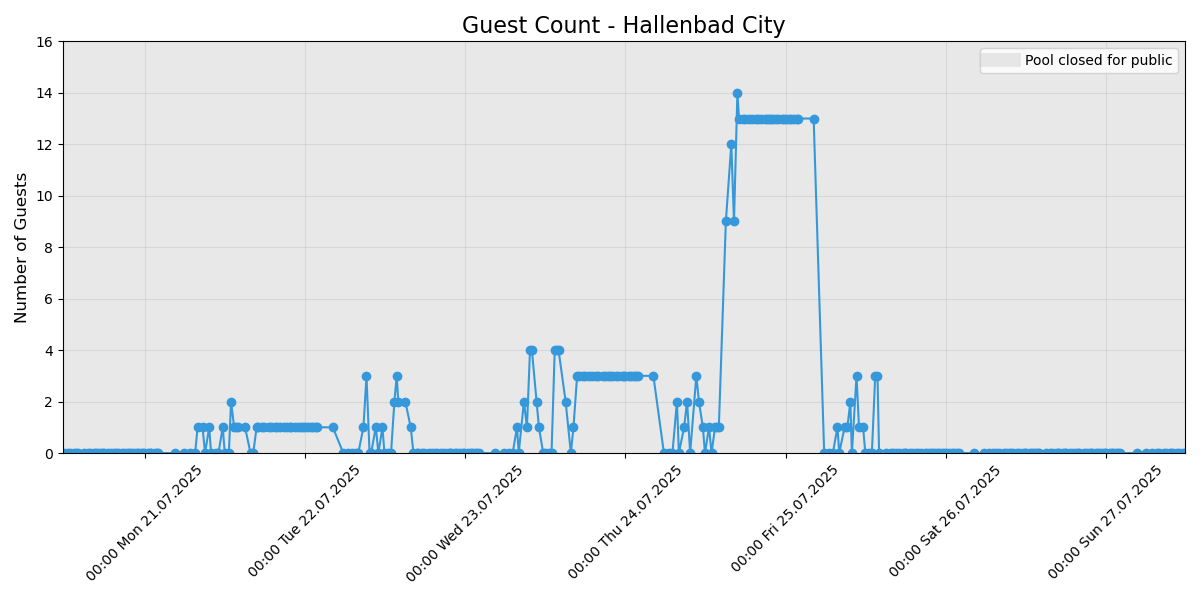 Guest Count - Hallenbad City
Pool closed for public
Number of Guests
16
14
12
10
8
6
4
2
0
00:00 Mon 21.07.2025
00:00 Tue 22.07.2025
00:00 Wed 23.07.2025
00:00 Thu 24.07.2025
00:00 Fri 25.07.2025
00:00 Sat 26.07.2025
00:00 Sun 27.07.2025